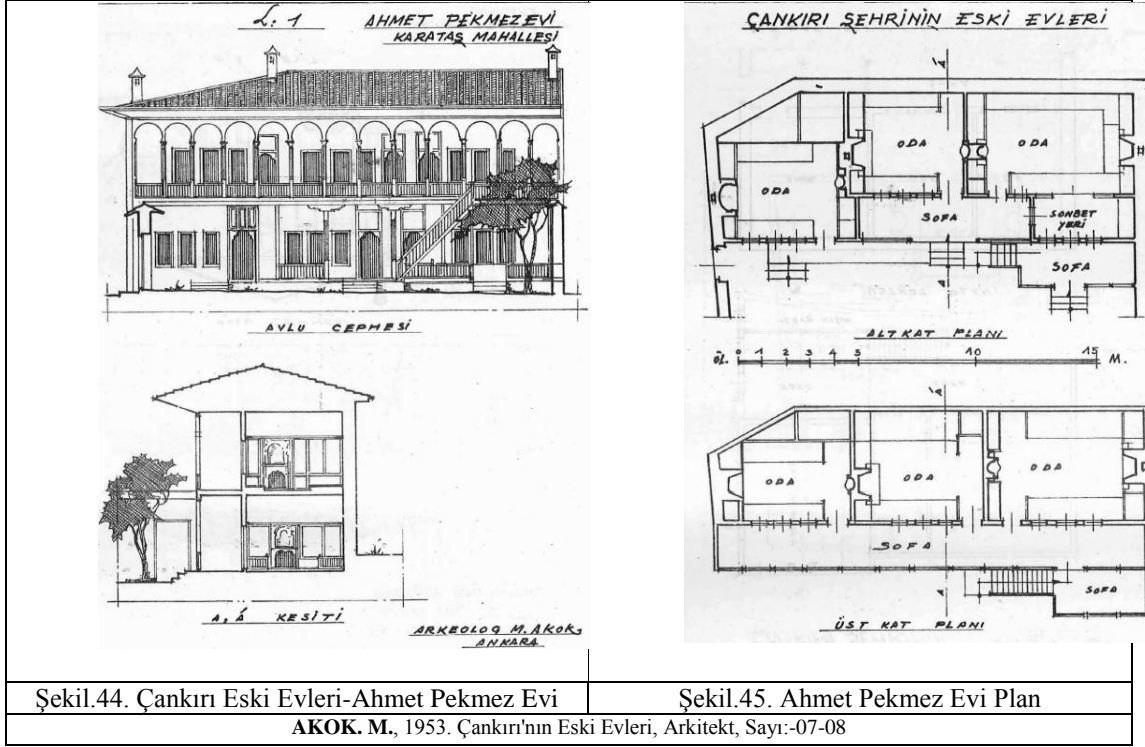 L: 1 AHMET PEKMEZ EVİ
KARATAŞ MAHALLESİ
AVLU CEPHESİ
A, Á KESİTİ
ARKEOLOG M. AKOK,
ANKARA
ÇANKIRI ŞEHRİNİN ESKİ EVLERİ
Á
ODA
ODA
ODA
SOFA
SOHBET
YERİ
SOFA
A
ALT KAT PLANI
ÖL. 0 1 2 3 4 5 10 15 M.
Á
ODA
ODA
ODA
SOFA
SOFA
A
ÜST KAT PLANI
Şekil.44. Çankırı Eski Evleri-Ahmet Pekmez Evi
Şekil.45. Ahmet Pekmez Evi Plan
AKOK. M., 1953. Çankırı'nın Eski Evleri, Arkitekt, Sayı:-07-08